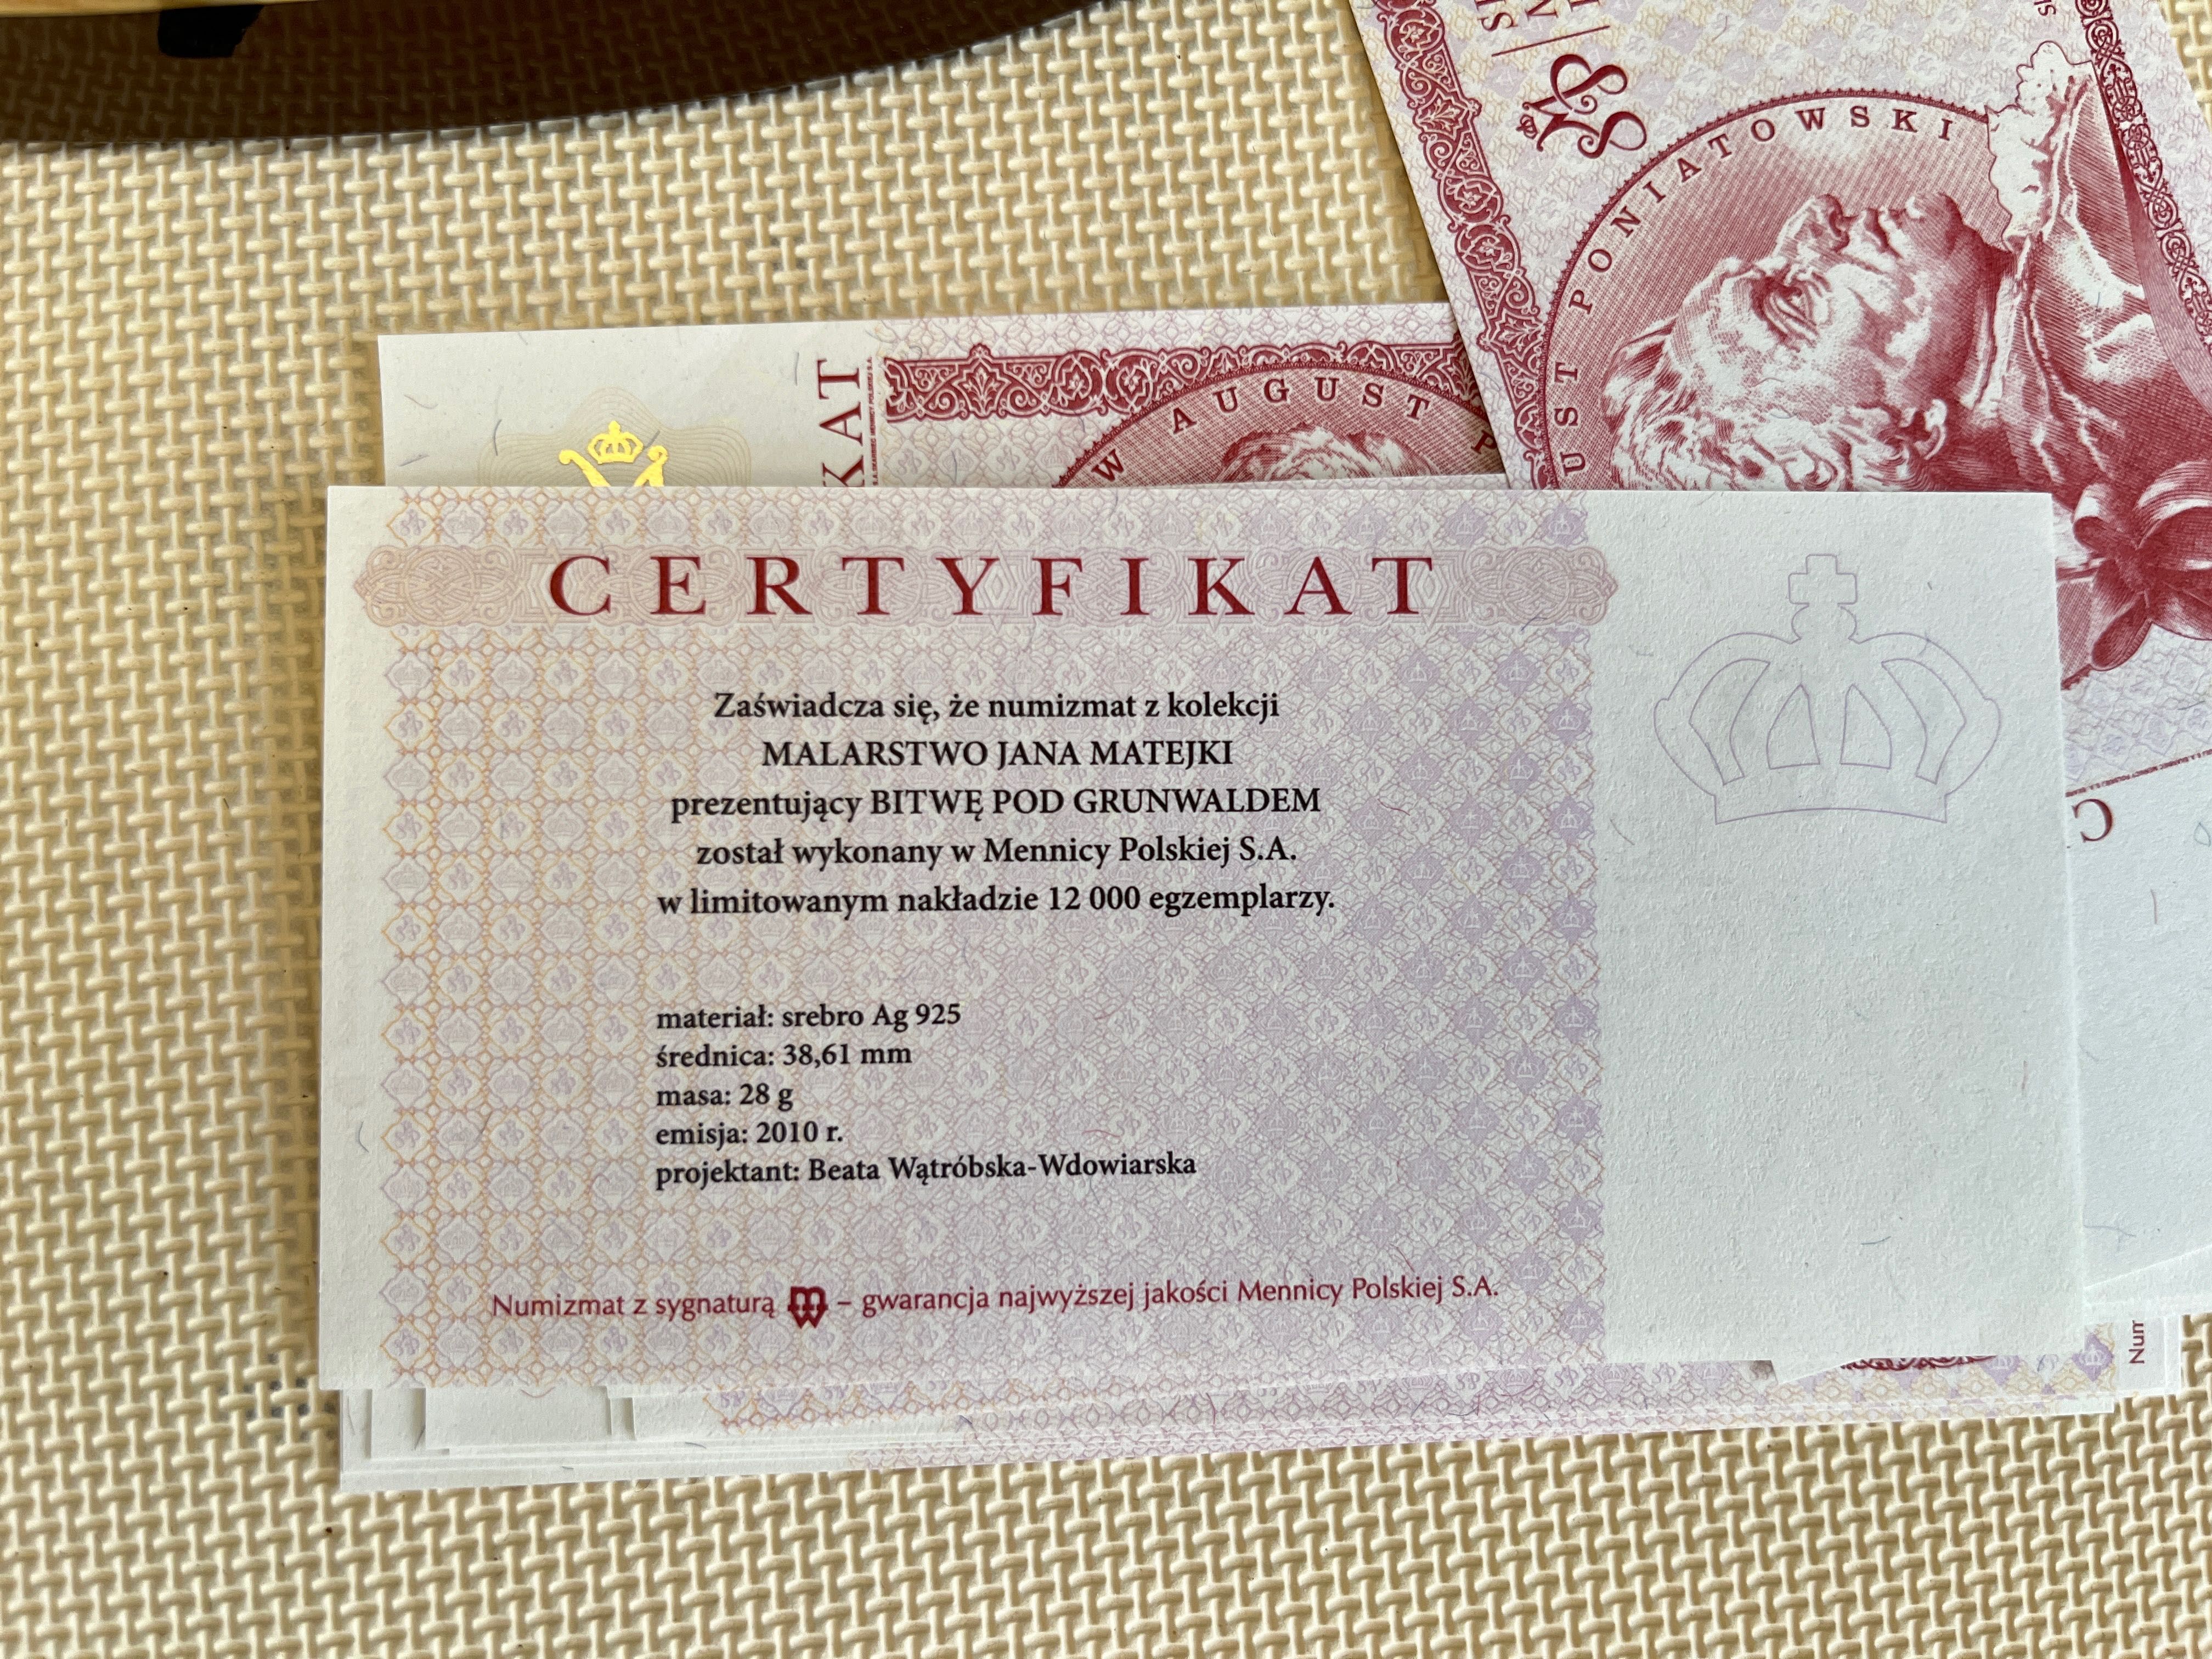 PONIATOWSKI
UST
KAT
W AUGUST P
CERTYFIKAT
Zaświadcza się, że numizmat z kolekcji
MALARSTWO JANA MATEJKI
prezentujący BITWĘ POD GRUNWALDEM
został wykonany w Mennicy Polskiej S.A.
w limitowanym nakładzie 12 000 egzemplarzy.
materiał: srebro Ag 925
średnica: 38,61 mm
masa: 28 g
emisja: 2010 r.
projektant: Beata Wątróbska-Wdowiarska
Numizmat z sygnaturą – gwarancja najwyższej jakości Mennicy Polskiej S.A.
C
Num